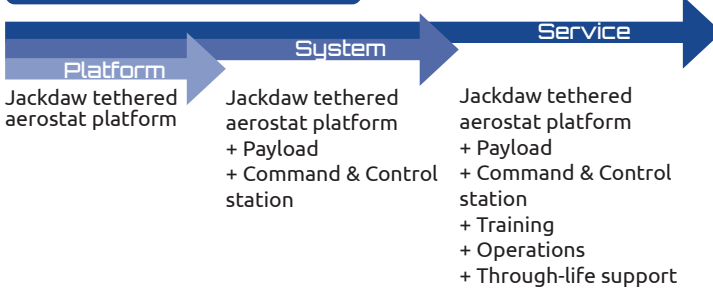 Platform
Jackdaw tethered
aerostat platform
System
Jackdaw tethered
aerostat platform
+ Payload
+ Command & Control
station
Service
Jackdaw tethered
aerostat platform
+ Payload
+ Command & Control
station
+ Training
+ Operations
+ Through-life support